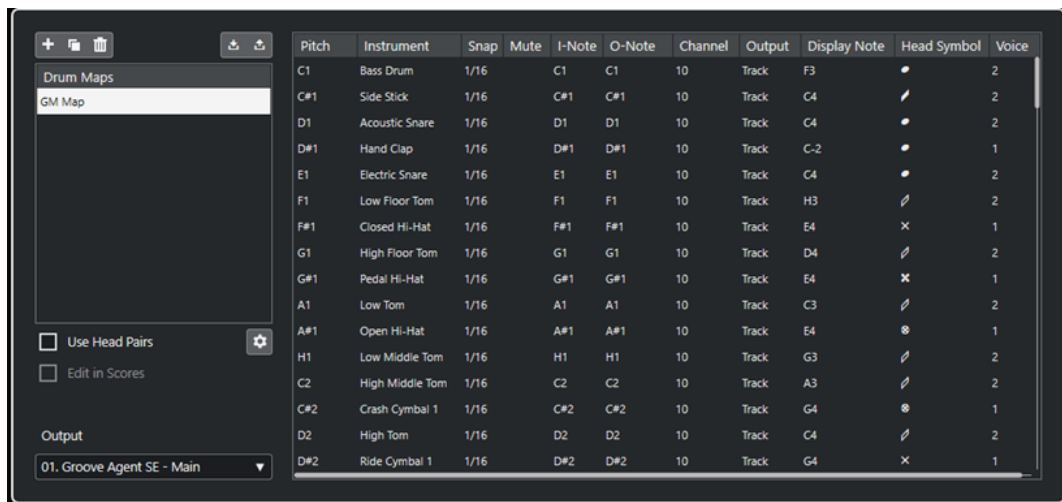 Drum Maps
GM Map
Use Head Pairs
Edit in Scores
Output
01. Groove Agent SE - Main
Pitch Instrument Snap Mute I-Note O-Note Channel Output Display Note Head Symbol Voice
C1 Bass Drum 1/16 C1 C1 10 Track F3 2
C#1 Side Stick 1/16 C#1 C#1 10 Track C4 2
D1 Acoustic Snare 1/16 D1 D1 10 Track C4 2
D#1 Hand Clap 1/16 D#1 D#1 10 Track C-2 1
E1 Electric Snare 1/16 E1 E1 10 Track C4 2
F1 Low Floor Tom 1/16 F1 F1 10 Track H3 2
F#1 Closed Hi-Hat 1/16 F#1 F#1 10 Track E4 1
G1 High Floor Tom 1/16 G1 G1 10 Track D4 2
G#1 Pedal Hi-Hat 1/16 G#1 G#1 10 Track E4 1
A1 Low Tom 1/16 A1 A1 10 Track C3 2
A#1 Open Hi-Hat 1/16 A#1 A#1 10 Track E4 1
H1 Low Middle Tom 1/16 H1 H1 10 Track G3 2
C2 High Middle Tom 1/16 C2 C2 10 Track A3 2
C#2 Crash Cymbal 1 1/16 C#2 C#2 10 Track G4 1
D2 High Tom 1/16 D2 D2 10 Track C4 2
D#2 Ride Cymbal 1 1/16 D#2 D#2 10 Track G4 1